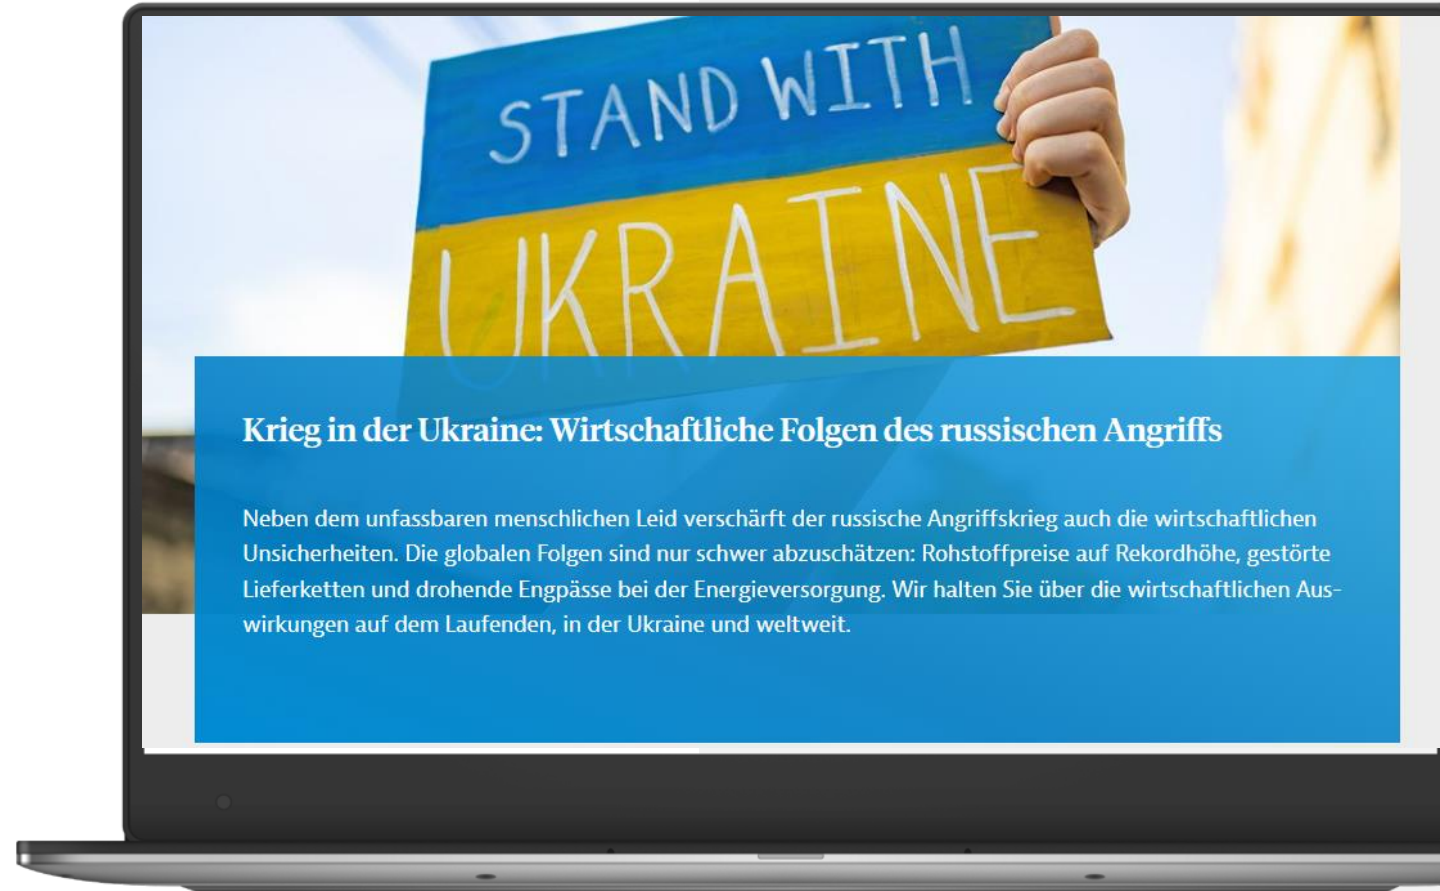 STAND WITH
UKRAINE
Krieg in der Ukraine: Wirtschaftliche Folgen des russischen Angriffs
Neben dem unfassbaren menschlichen Leid verschärft der russische Angriffskrieg auch die wirtschaftlichen
Unsicherheiten. Die globalen Folgen sind nur schwer abzuschätzen: Rohstoffpreise auf Rekordhöhe, gestörte
Lieferketten und drohende Engpässe bei der Energieversorgung. Wir halten Sie über die wirtschaftlichen Aus-
wirkungen auf dem Laufenden, in der Ukraine und weltweit.